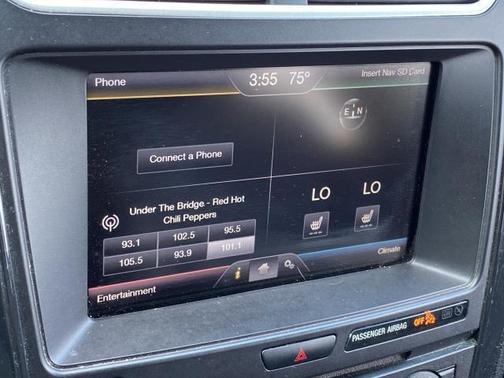 Phone
3:55 75°
Insert Nav SD Card
E N
Connect a Phone
LO LO
Under The Bridge - Red Hot
Chili Peppers
93.1 102.5 95.5
105.5 93.9 101.1
i
Entertainment
Climate
PASSENGER AIRBAG OFF